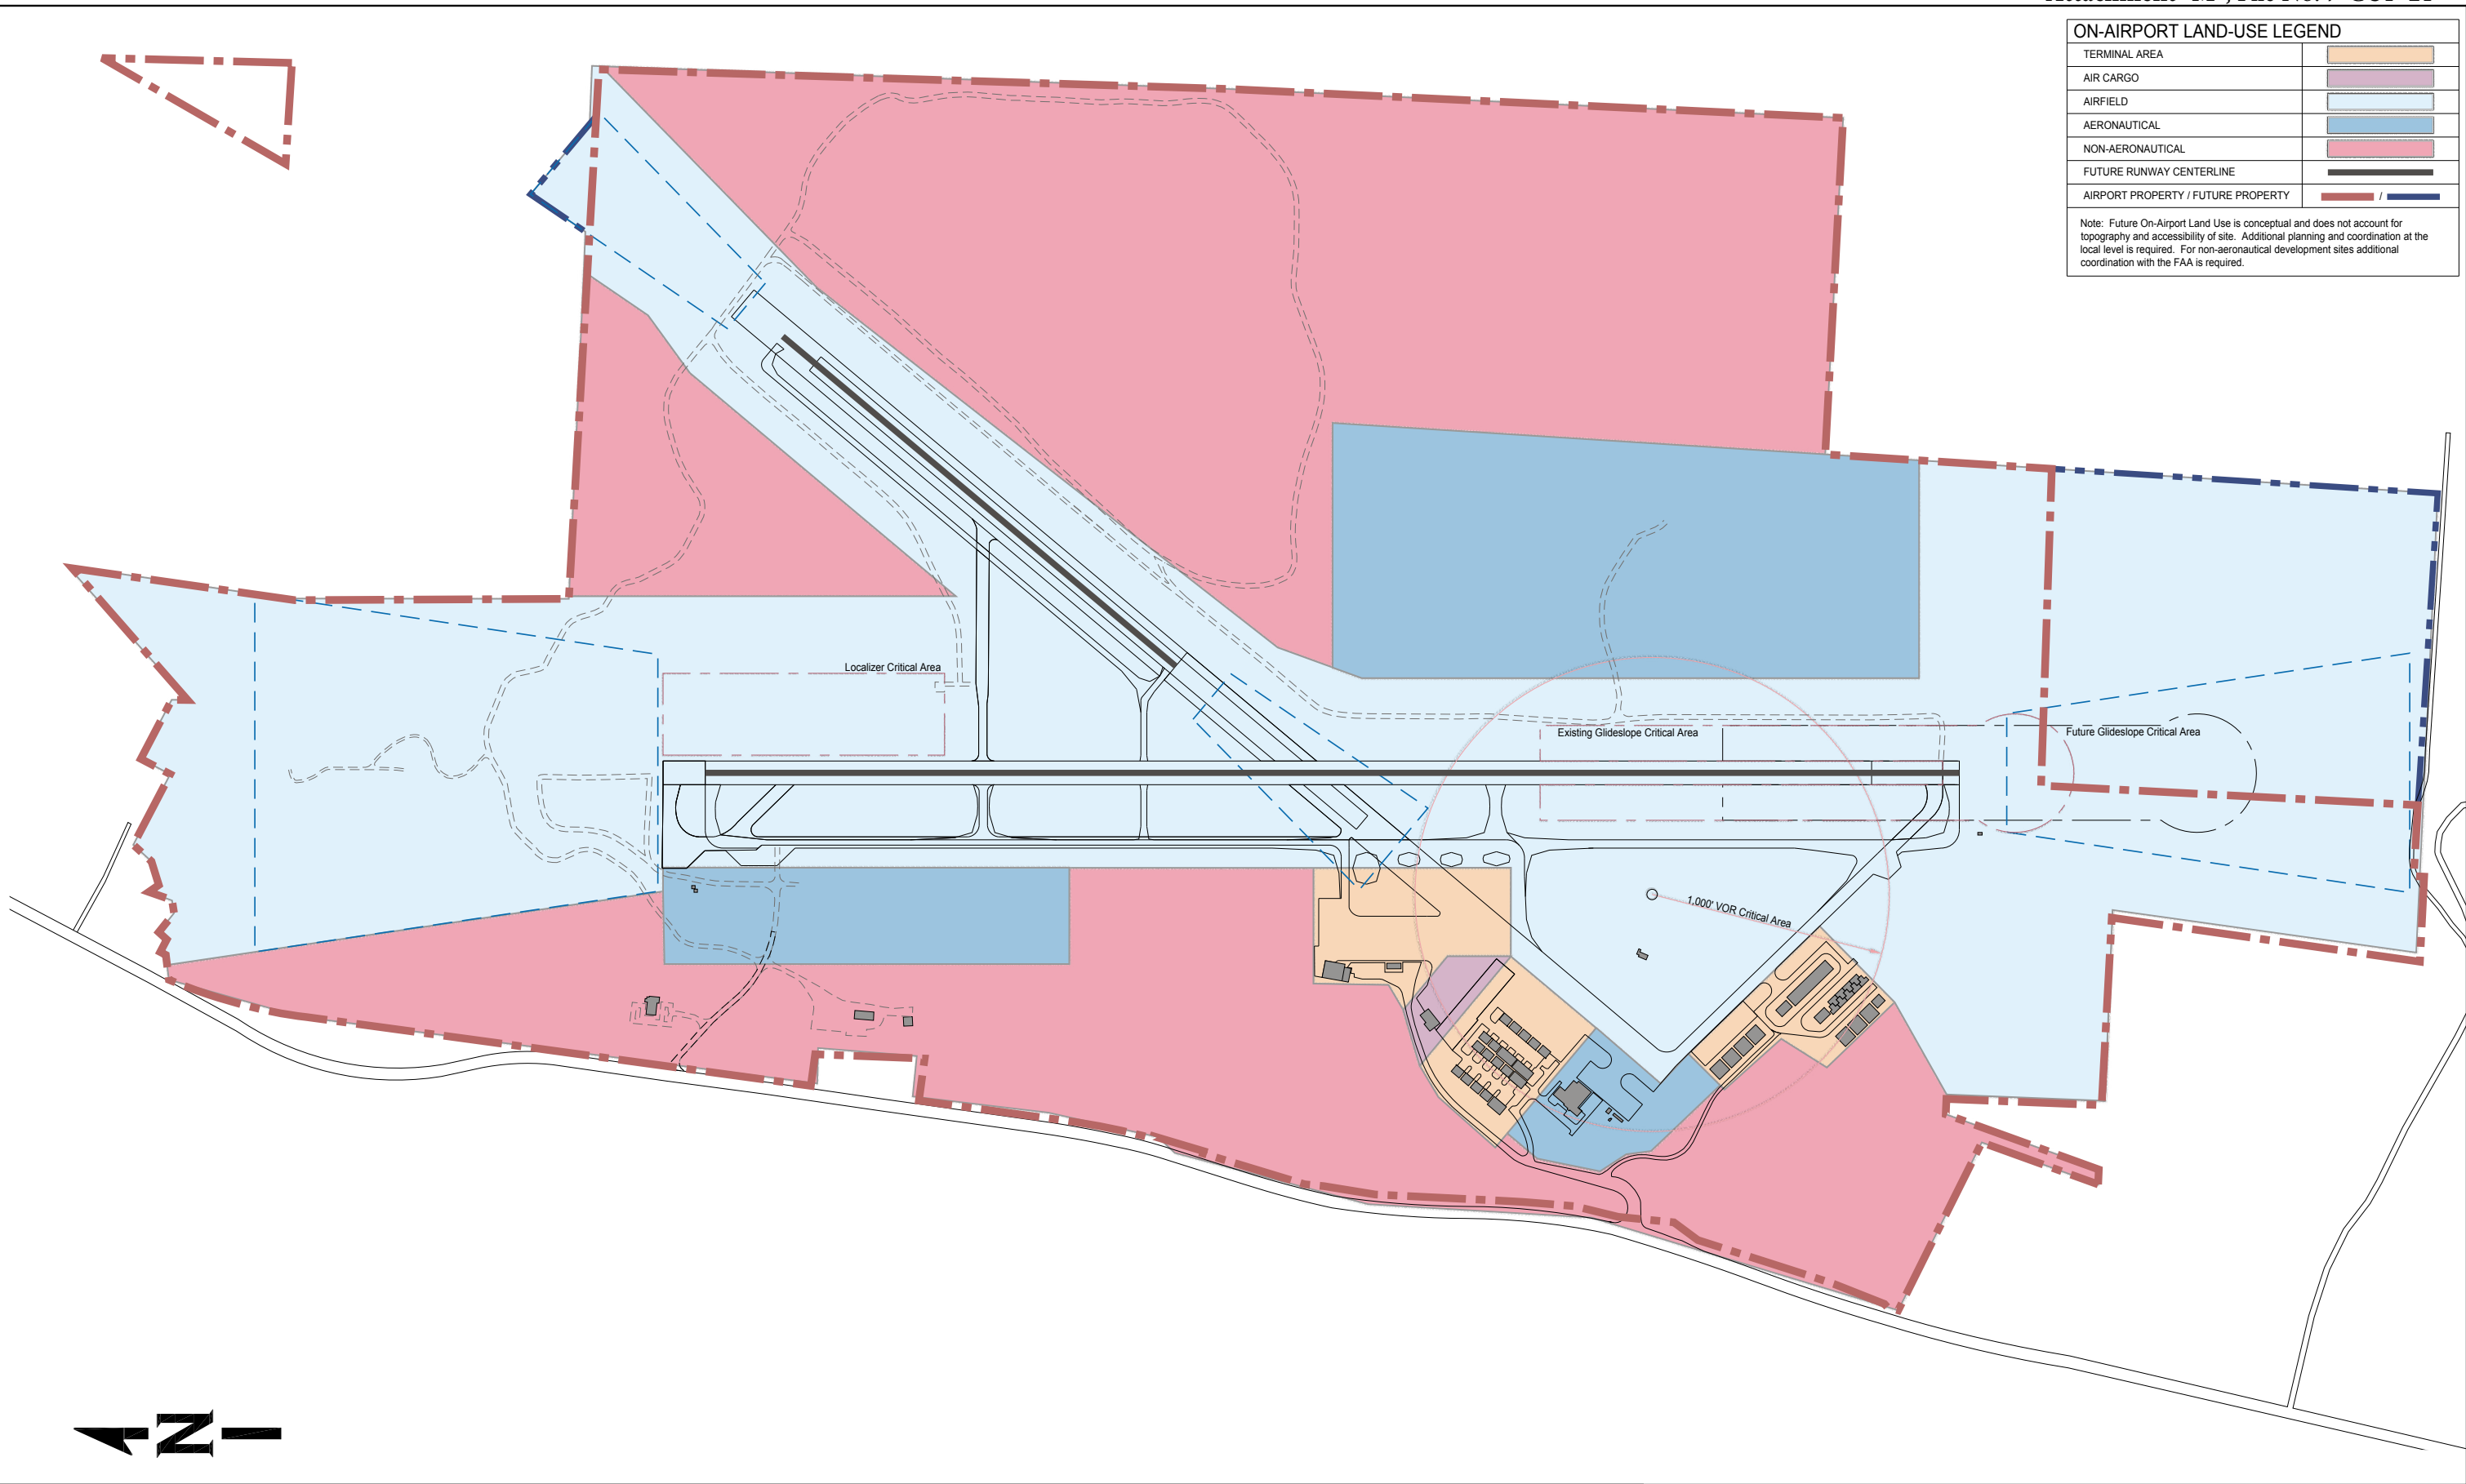 ON-AIRPORT LAND-USE LEGEND
TERMINAL AREA
AIR CARGO
AIRFIELD
AERONAUTICAL
NON-AERONAUTICAL
FUTURE RUNWAY CENTERLINE
AIRPORT PROPERTY / FUTURE PROPERTY
/
Note: Future On-Airport Land Use is conceptual and does not account for
topography and accessibility of site. Additional planning and coordination at the
local level is required. For non-aeronautical development sites additional
coordination with the FAA is required.
Localizer Critical Area
Existing Glideslope Critical Area
Future Glideslope Critical Area
1,000' VOR Critical Area
N